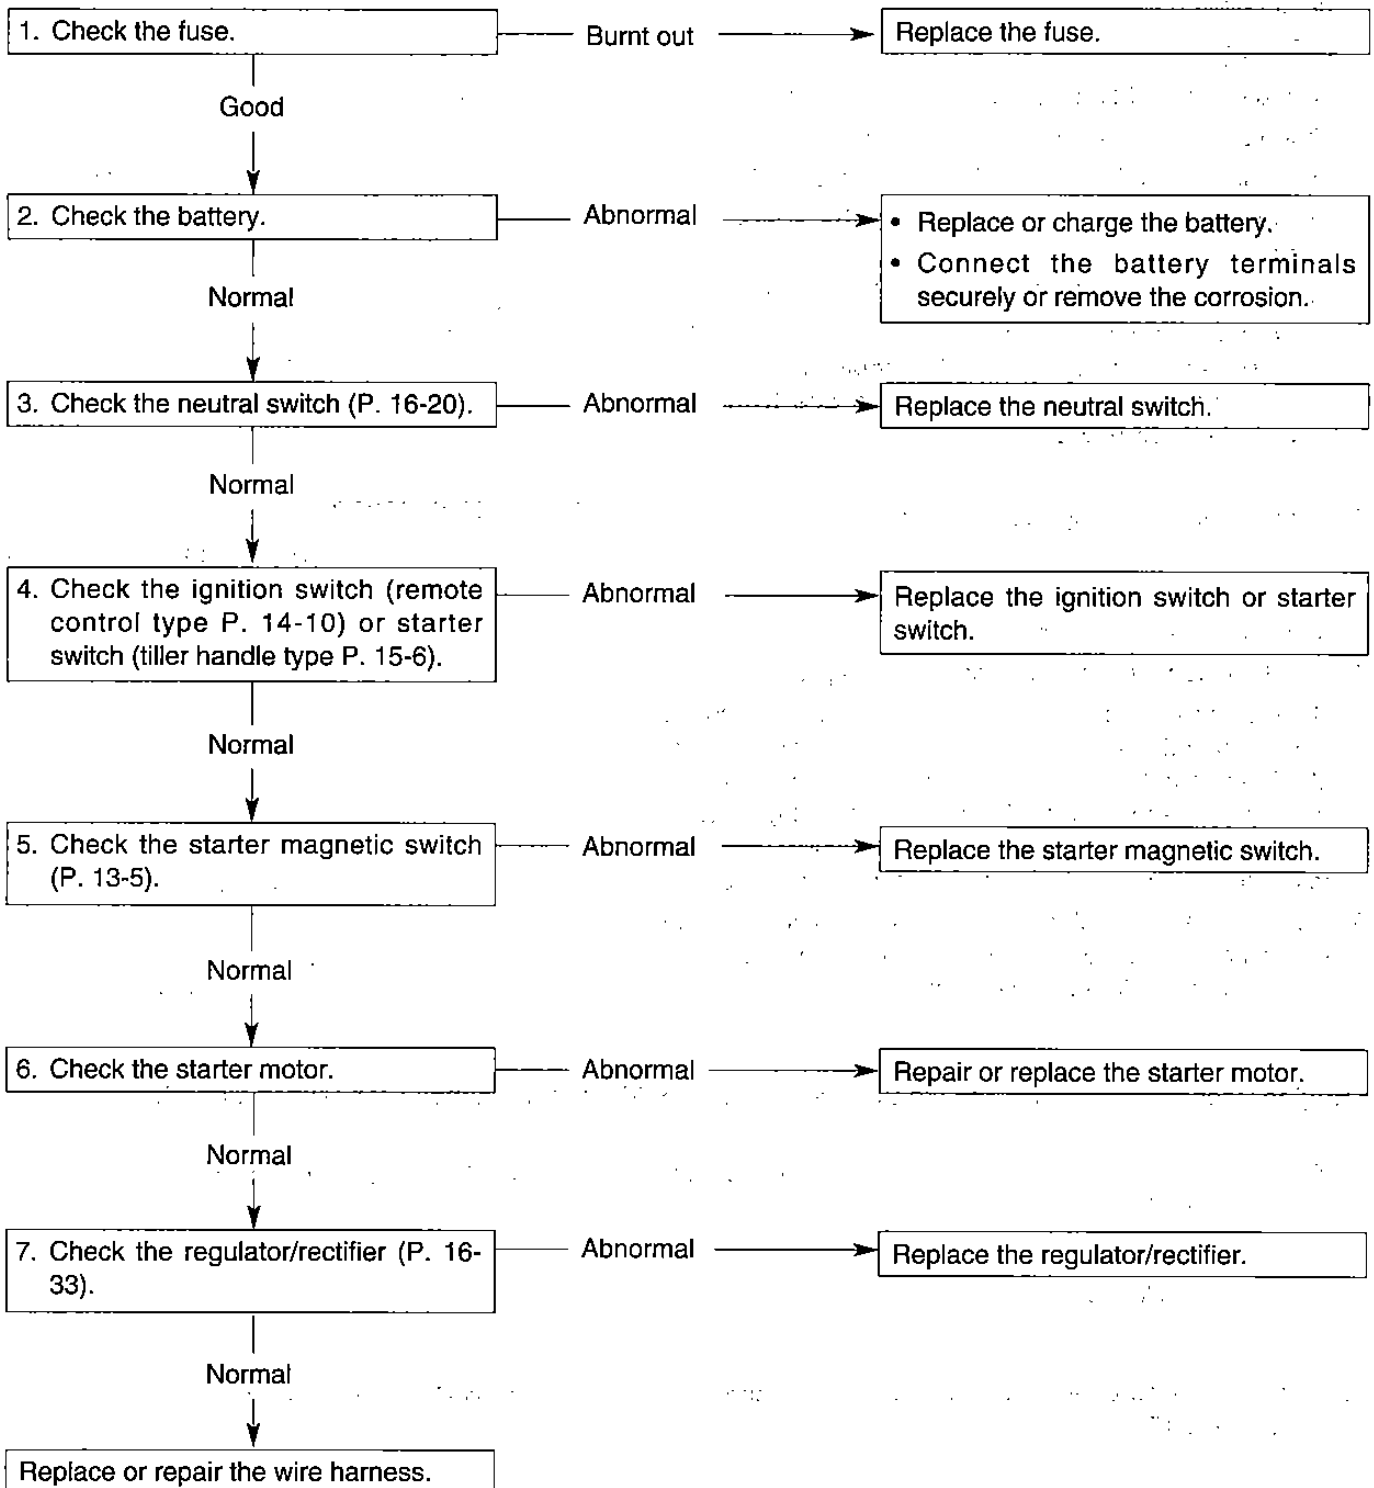 1. Check the fuse.
Burnt out
Replace the fuse.
Good
2. Check the battery.
Abnormal
• Replace or charge the battery.
• Connect the battery terminals
securely or remove the corrosion.
Normal
3. Check the neutral switch (P. 16-20).
Abnormal
Replace the neutral switch.
Normal
4. Check the ignition switch (remote
control type P. 14-10) or starter
switch (tiller handle type P. 15-6).
Abnormal
Replace the ignition switch or starter
switch.
Normal
5. Check the starter magnetic switch
(P. 13-5).
Abnormal
Replace the starter magnetic switch.
Normal
6. Check the starter motor.
Abnormal
Repair or replace the starter motor.
Normal
7. Check the regulator/rectifier (P. 16-
33).
Abnormal
Replace the regulator/rectifier.
Normal
Replace or repair the wire harness.